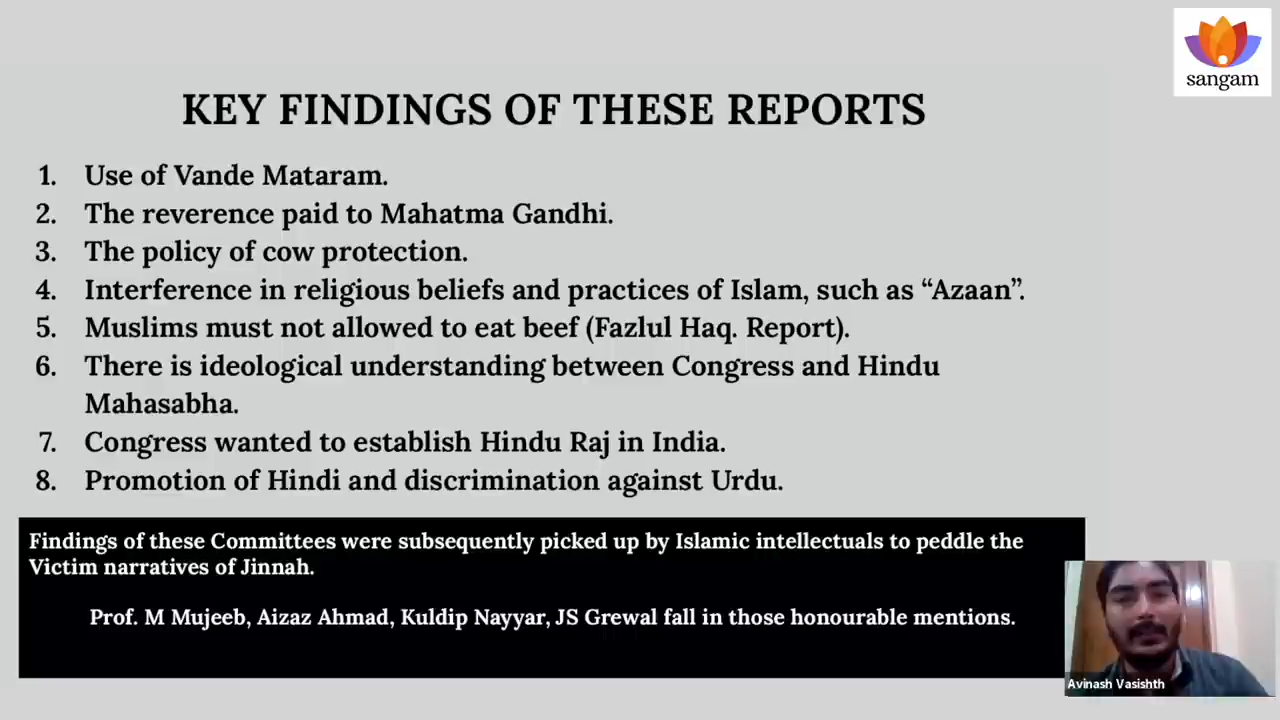 sangam
KEY FINDINGS OF THESE REPORTS
1. Use of Vande Mataram.
2. The reverence paid to Mahatma Gandhi.
3. The policy of cow protection.
4. Interference in religious beliefs and practices of Islam, such as “Azaan”.
5. Muslims must not allowed to eat beef (Fazlul Haq. Report).
6. There is ideological understanding between Congress and Hindu
Mahasabha.
7. Congress wanted to establish Hindu Raj in India.
8. Promotion of Hindi and discrimination against Urdu.
Findings of these Committees were subsequently picked up by Islamic intellectuals to peddle the
Victim narratives of Jinnah.
Prof. M Mujeeb, Aizaz Ahmad, Kuldip Nayyar, JS Grewal fall in those honourable mentions.
Avinash Vasishth